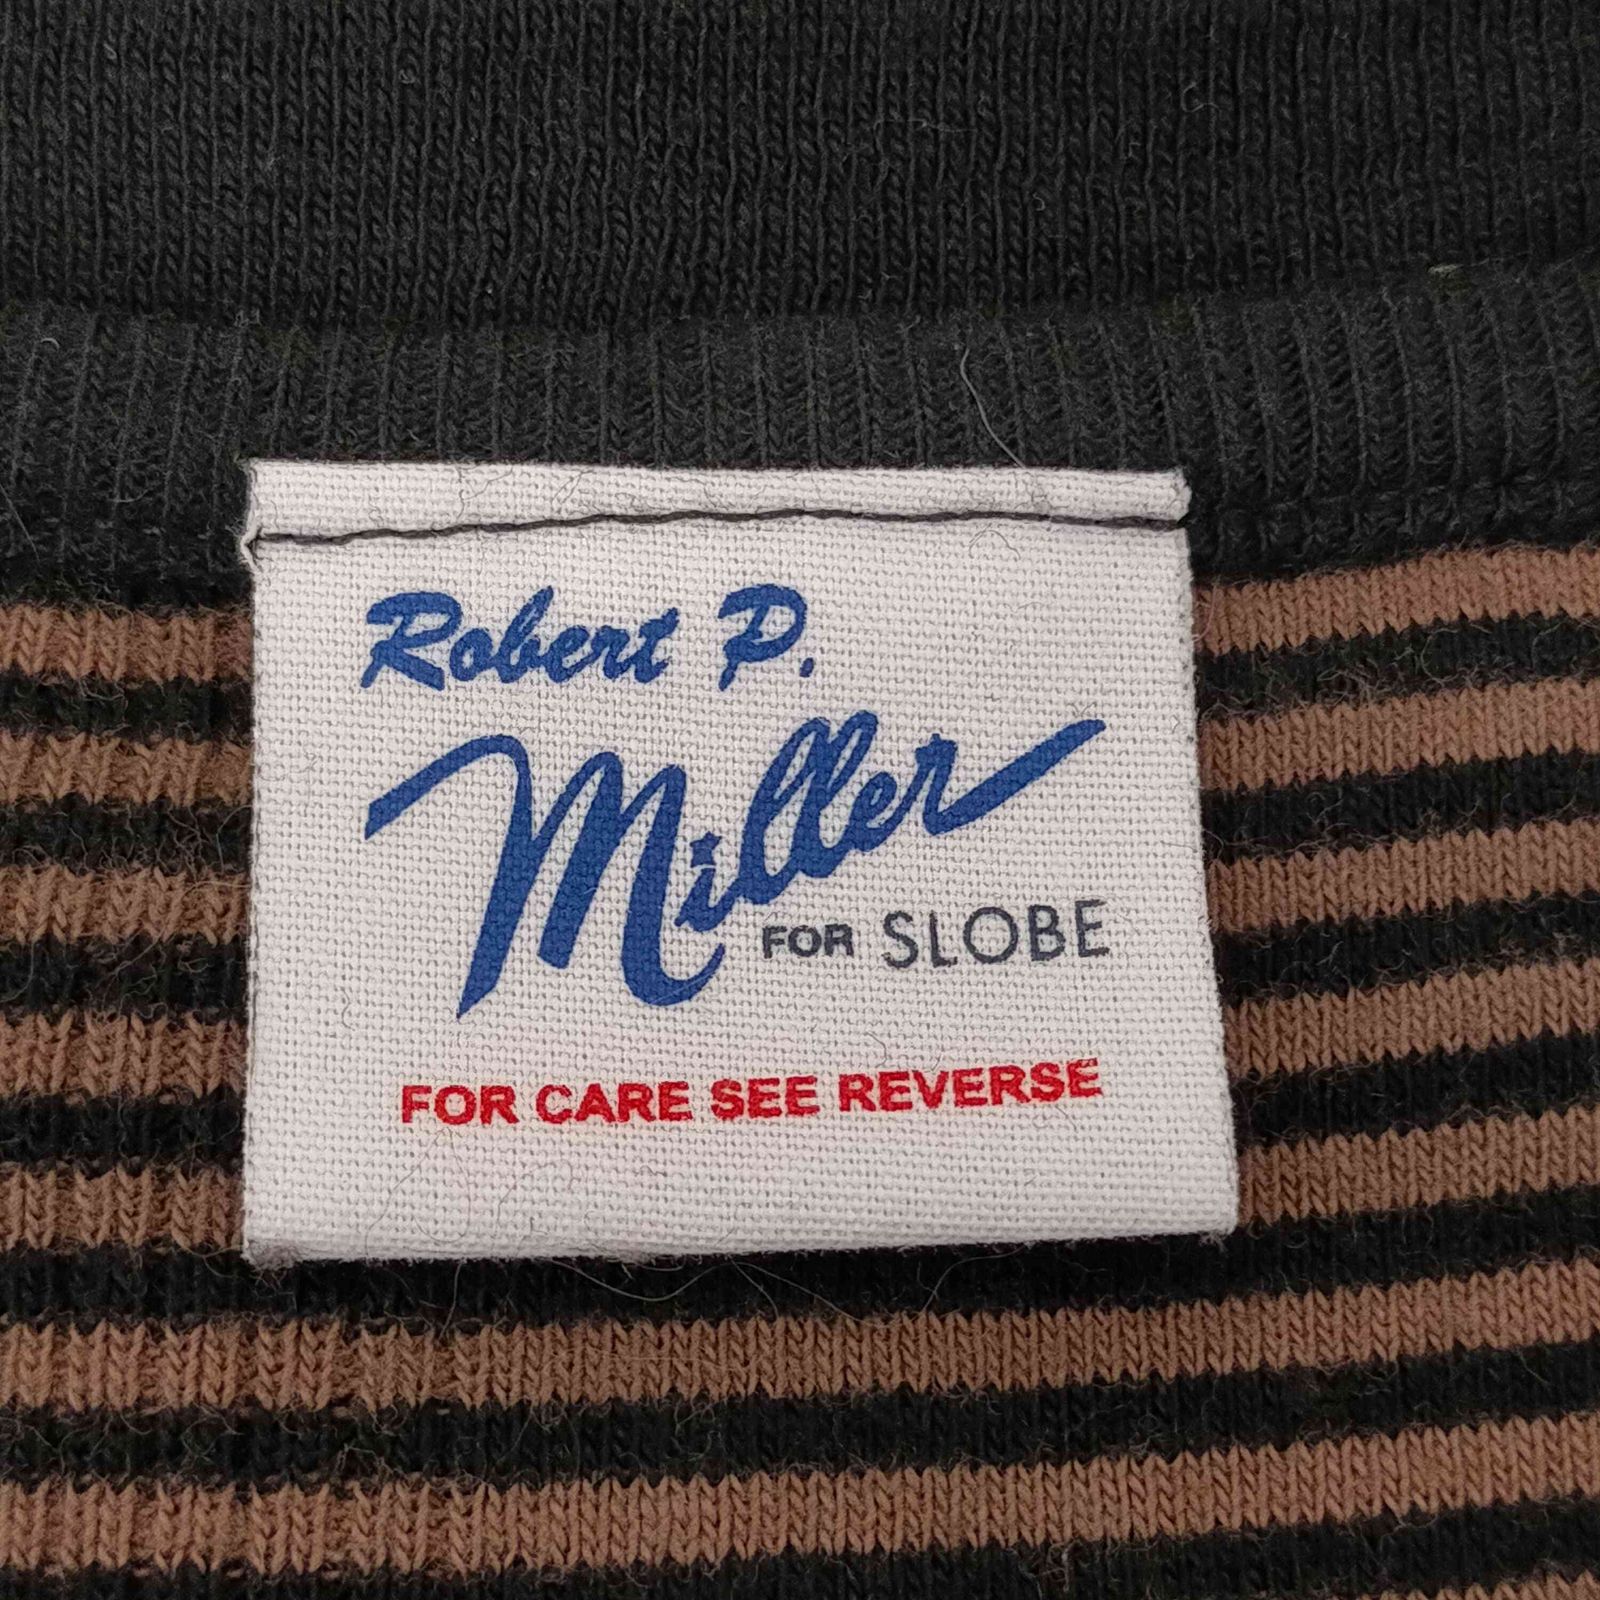 Robert P.
Miller
FOR SLOBE
FOR CARE SEE REVERSE